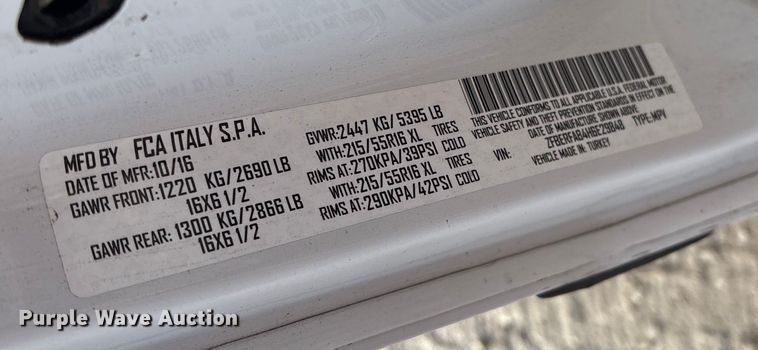 MFD BY FCA ITALY S.P.A.
DATE OF MFR:10/16
GAWR FRONT:1220 KG/2690 LB
16X6 1/2
GAWR REAR: 1300 KG/2866 LB
16X6 1/2
GVWR:2447 KG/ 5395 LB
WITH:215/55R16 XL TIRES
RIMS AT:270KPA/39PSI COLD
WITH:215/55R16 XL TIRES
RIMS AT:290KPA/42PSI COLD
THIS VEHICLE CONFORMS TO ALL APPLICABLE U.S.A. FEDERAL MOTOR
VEHICLE SAFETY, BUMPER, AND THEFT PREVENTION STANDARDS IN EFFECT ON THE
DATE OF MANUFACTURE SHOWN ABOVE
VIN: TYPE:MPV
VEHICLE MADE IN: TURKEY
Purple Wave Auction